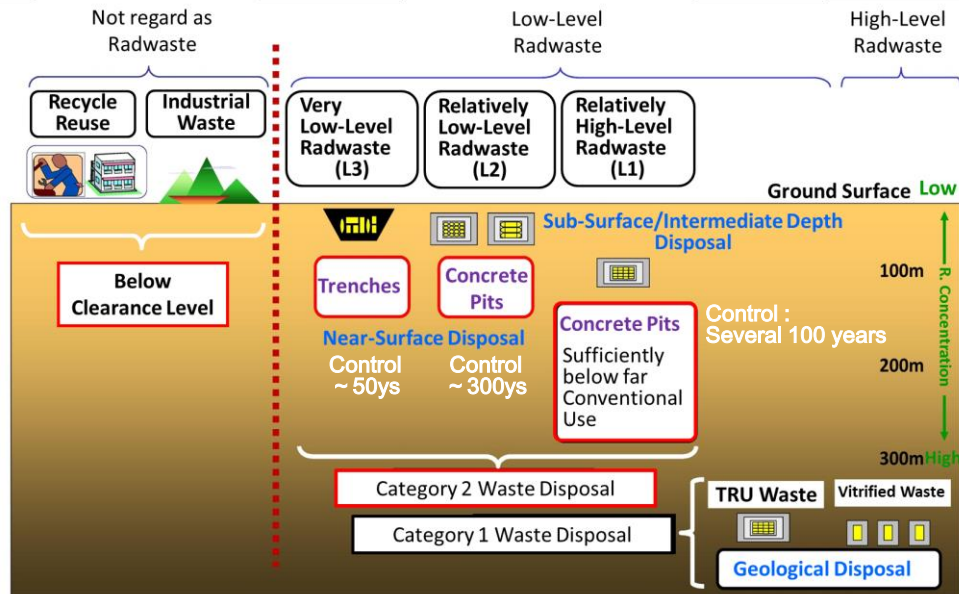 Not regard as
Radwaste
Low-Level
Radwaste
High-Level
Radwaste
Recycle
Reuse
Industrial
Waste
Very
Low-Level
Radwaste
(L3)
Relatively
Low-Level
Radwaste
(L2)
Relatively
High-Level
Radwaste
(L1)
Ground Surface
Low
Sub-Surface/Intermediate Depth
Disposal
100m
R. Concentration
Below
Clearance Level
Trenches
Concrete
Pits
Near-Surface Disposal
Control
~ 50ys
Control
~ 300ys
Concrete Pits
Sufficiently
below far
Conventional
Use
Control :
Several 100 years
200m
300m
High
Category 2 Waste Disposal
Category 1 Waste Disposal
TRU Waste
Vitrified Waste
Geological Disposal